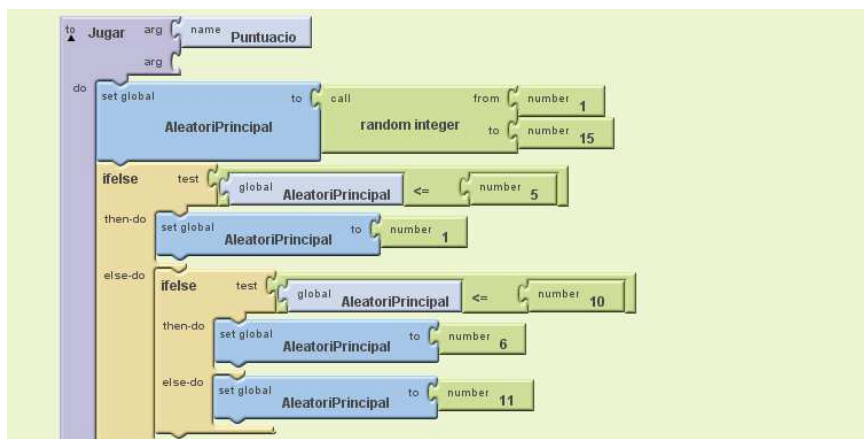 to Jugar arg name Puntuacio
arg
do set global AleatoriPrincipal to call random integer from number 1
to number 15
ifelse test global AleatoriPrincipal <= number 5
then-do set global AleatoriPrincipal to number 1
else-do ifelse test global AleatoriPrincipal <= number 10
then-do set global AleatoriPrincipal to number 6
else-do set global AleatoriPrincipal to number 11